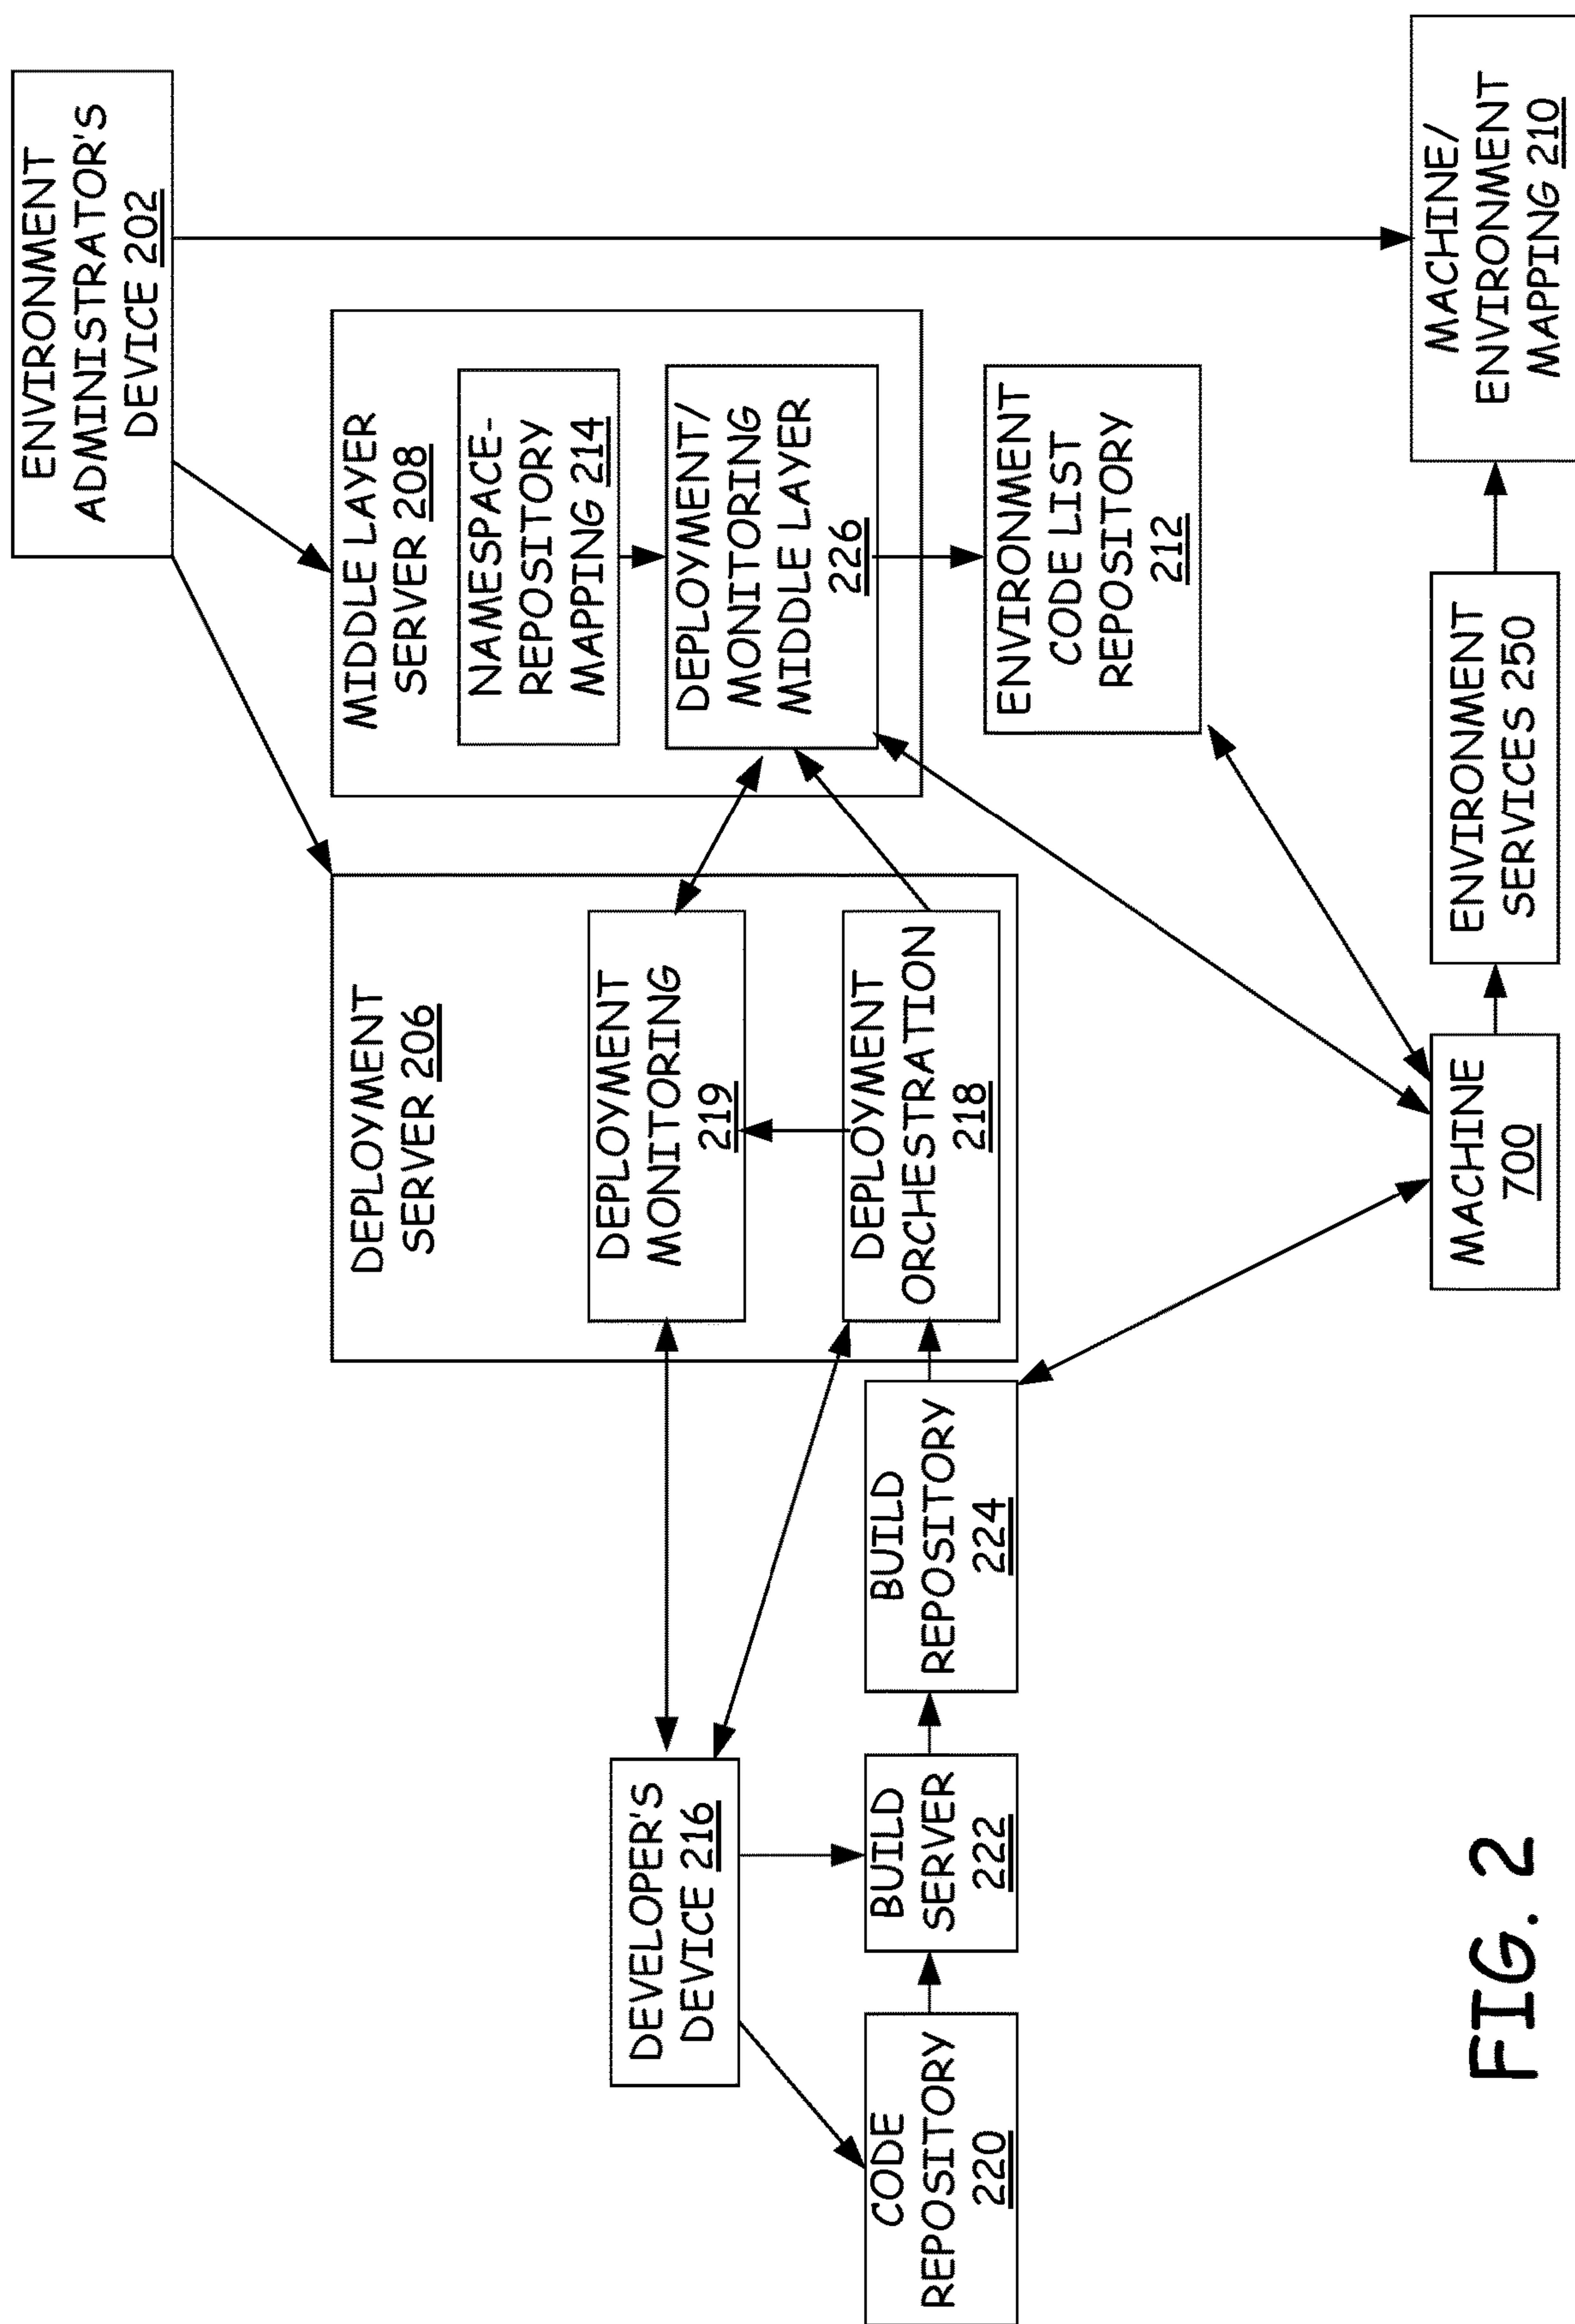 ENVIRONMENT
ADMINISTRATOR'S
DEVICE 202
DEPLOYMENT
SERVER 206
MIDDLE LAYER
SERVER 208
NAMESPACE-
REPOSITORY
MAPPING 214
DEVELOPER'S
DEVICE 216
DEPLOYMENT
MONITORING
219
DEPLOYMENT/
MONITORING
MIDDLE LAYER
226
CODE
REPOSITORY
220
BUILD
SERVER
222
BUILD
REPOSITORY
224
DEPLOYMENT
ORCHESTRATION
218
ENVIRONMENT
CODE LIST
REPOSITORY
212
MACHINE
700
ENVIRONMENT
SERVICES 250
MACHINE/
ENVIRONMENT
MAPPING 210
FIG. 2